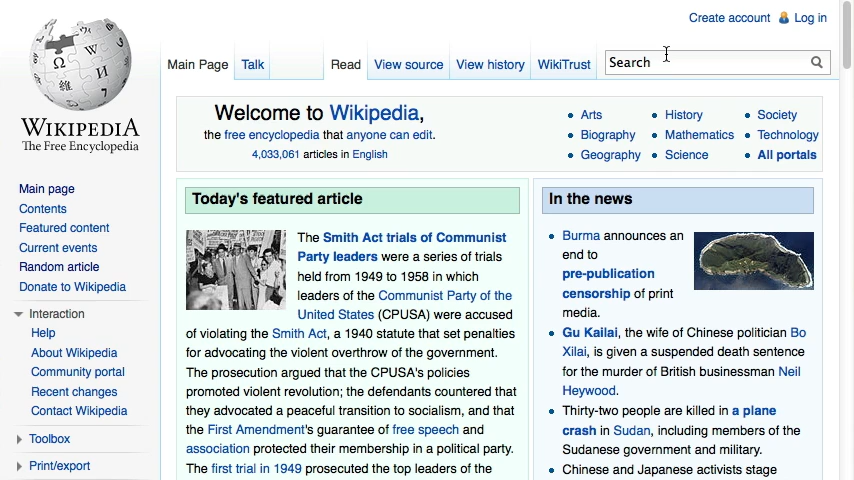 Create account Log in
Main Page Talk Read View source View history WikiTrust Search
WIKIPEDIA
The Free Encyclopedia
Main page
Contents
Featured content
Current events
Random article
Donate to Wikipedia
Interaction
Help
About Wikipedia
Community portal
Recent changes
Contact Wikipedia
Toolbox
Print/export
Welcome to Wikipedia,
the free encyclopedia that anyone can edit.
4,033,061 articles in English
Arts History Society
Biography Mathematics Technology
Geography Science All portals
Today's featured article
The Smith Act trials of Communist
Party leaders were a series of trials
held from 1949 to 1958 in which
leaders of the Communist Party of the
United States (CPUSA) were accused
of violating the Smith Act, a 1940 statute that set penalties
for advocating the violent overthrow of the government.
The prosecution argued that the CPUSA's policies
promoted violent revolution; the defendants countered that
they advocated a peaceful transition to socialism, and that
the First Amendment's guarantee of free speech and
association protected their membership in a political party.
The first trial in 1949 prosecuted the top leaders of the
In the news
Burma announces an
end to
pre-publication
censorship of print
media.
Gu Kailai, the wife of Chinese politician Bo
Xilai, is given a suspended death sentence
for the murder of British businessman Neil
Heywood.
Thirty-two people are killed in a plane
crash in Sudan, including members of the
Sudanese government and military.
Chinese and Japanese activists stage